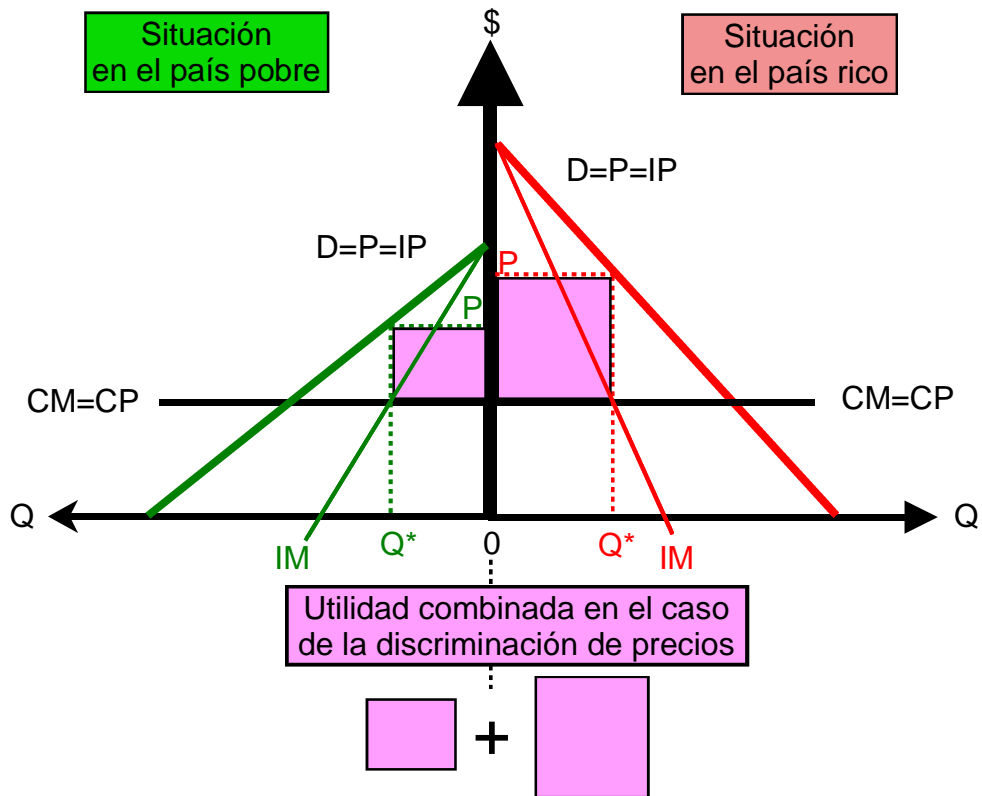 $
Situación
en el país pobre
Situación
en el país rico
D=P=IP
D=P=IP
P
P
CM=CP
CM=CP
Q
Q
IM
Q*
0
Q*
IM
Utilidad combinada en el caso
de la discriminación de precios
+